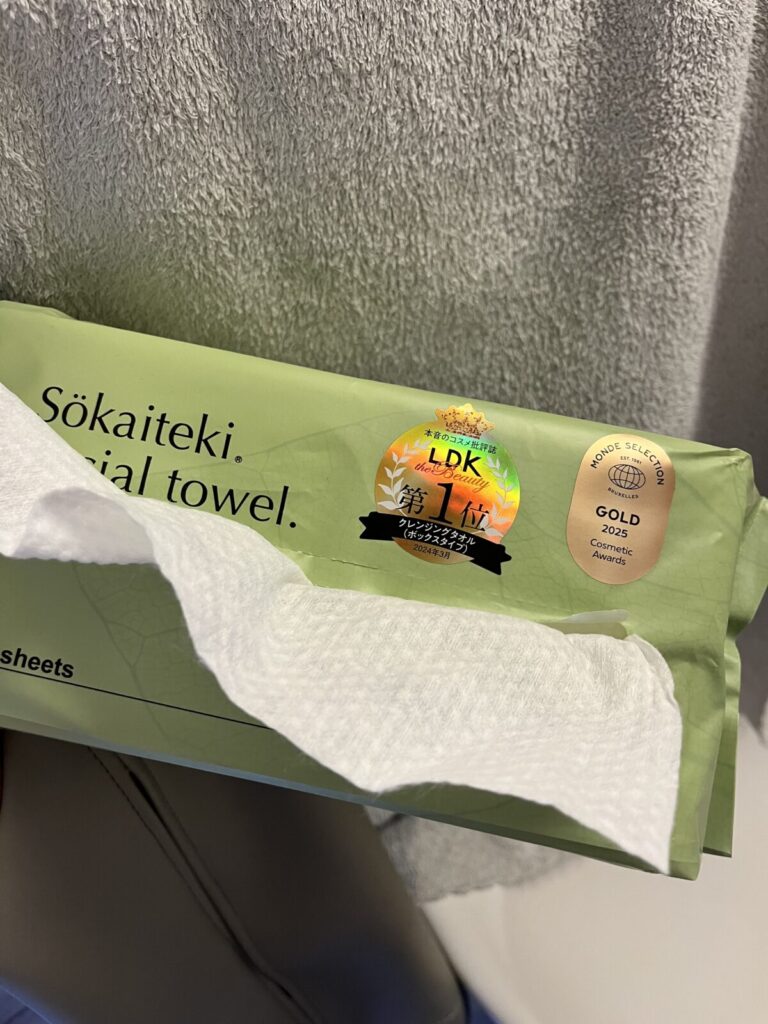 Sökaiteki®
cial towel.
sheets
本音のコスメ批評誌
LDK
the Beauty
第1位
クレンジングタオル
(ボックスタイプ)
2024年3月
MONDE SELECTION
EST. 1961
BRUSSELES
GOLD
2025
Cosmetic
Awards